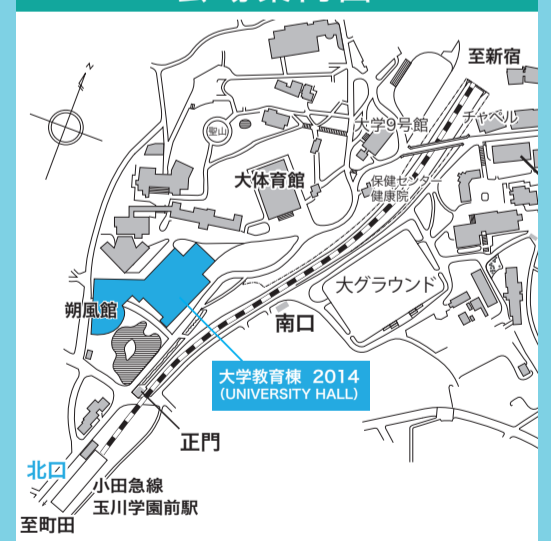 至新宿
N
チャペル
大学9号館
聖山
大体育館
保健センター
健康院
大グラウンド
朔風館
南口
大学教育棟 2014
(UNIVERSITY HALL)
正門
北口
小田急線
玉川学園前駅
至町田